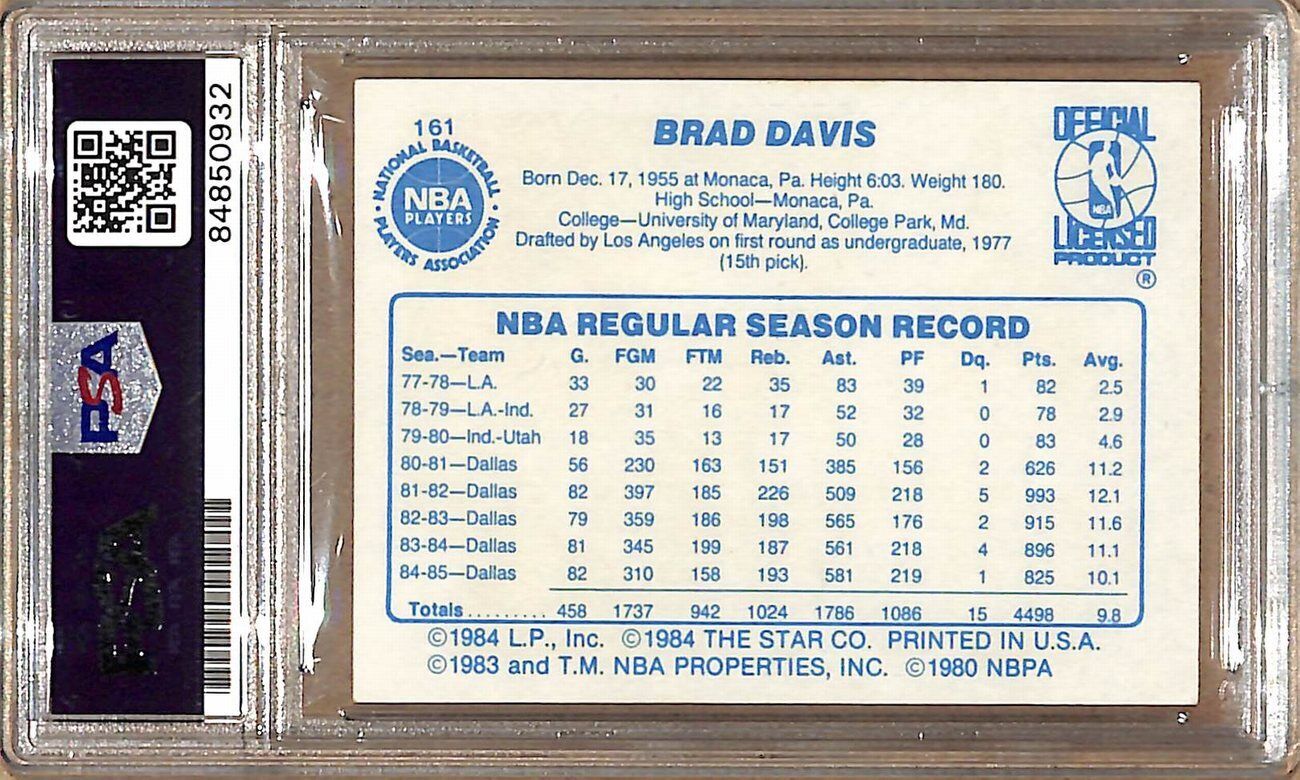 84850932
PSA
161
NATIONAL BASKETBALL
NBA
PLAYERS
PLAYERS ASSOCIATION
BRAD DAVIS
Born Dec. 17, 1955 at Monaca, Pa. Height 6:03. Weight 180.
High School—Monaca, Pa.
College—University of Maryland, College Park, Md.
Drafted by Los Angeles on first round as undergraduate, 1977
(15th pick).
OFFICIAL
NBA
LICENSED
PRODUCT
®
NBA REGULAR SEASON RECORD
Sea.—Team G. FGM FTM Reb. Ast. PF Dq. Pts. Avg.
77-78—L.A. 33 30 22 35 83 39 1 82 2.5
78-79—L.A.-Ind. 27 31 16 17 52 32 0 78 2.9
79-80—Ind.-Utah 18 35 13 17 50 28 0 83 4.6
80-81—Dallas 56 230 163 151 385 156 2 626 11.2
81-82—Dallas 82 397 185 226 509 218 5 993 12.1
82-83—Dallas 79 359 186 198 565 176 2 915 11.6
83-84—Dallas 81 345 199 187 561 218 4 896 11.1
84-85—Dallas 82 310 158 193 581 219 1 825 10.1
Totals......... 458 1737 942 1024 1786 1086 15 4498 9.8
©1984 L.P., Inc. ©1984 THE STAR CO. PRINTED IN U.S.A.
©1983 and T.M. NBA PROPERTIES, INC. ©1980 NBPA